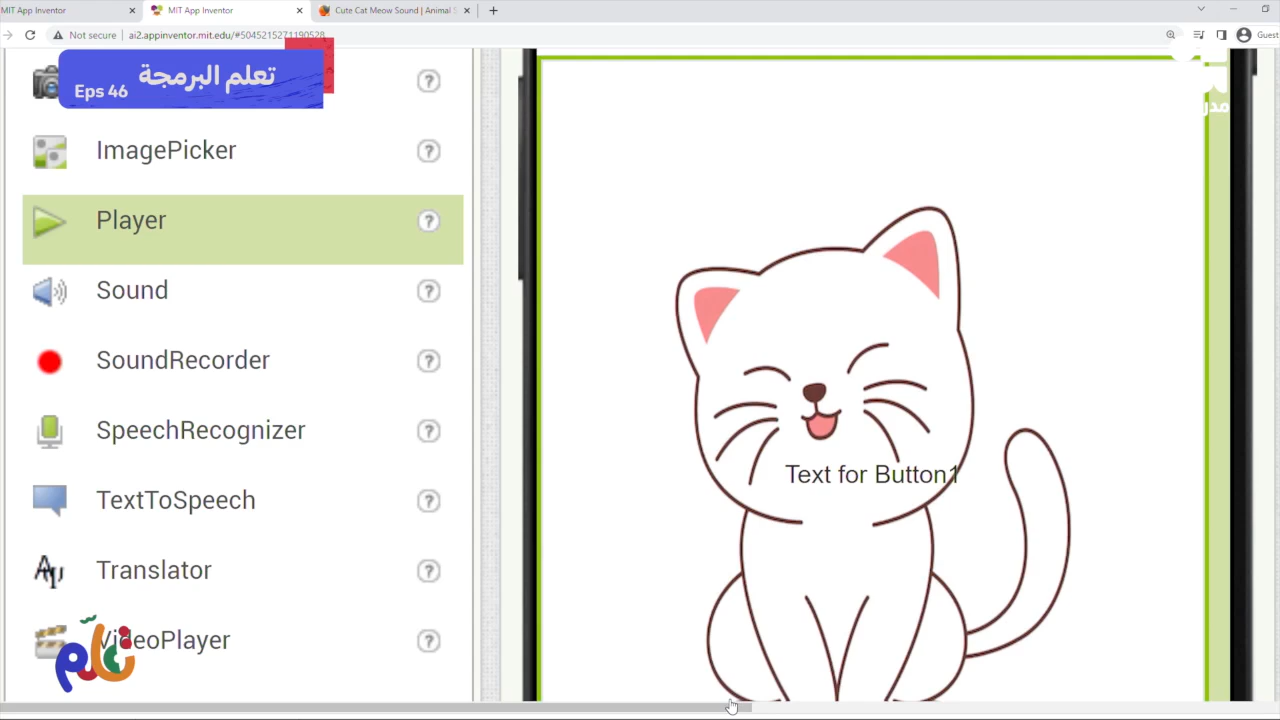 MIT App Inventor
MIT App Inventor
Cute Cat Meow Sound | Animal S
Not secure
ai2.appinventor.mit.edu/#5045215271190528
Guest
تعلم البرمجة
Eps 46
ImagePicker
Player
Sound
SoundRecorder
SpeechRecognizer
TextToSpeech
Translator
VideoPlayer
Text for Button1